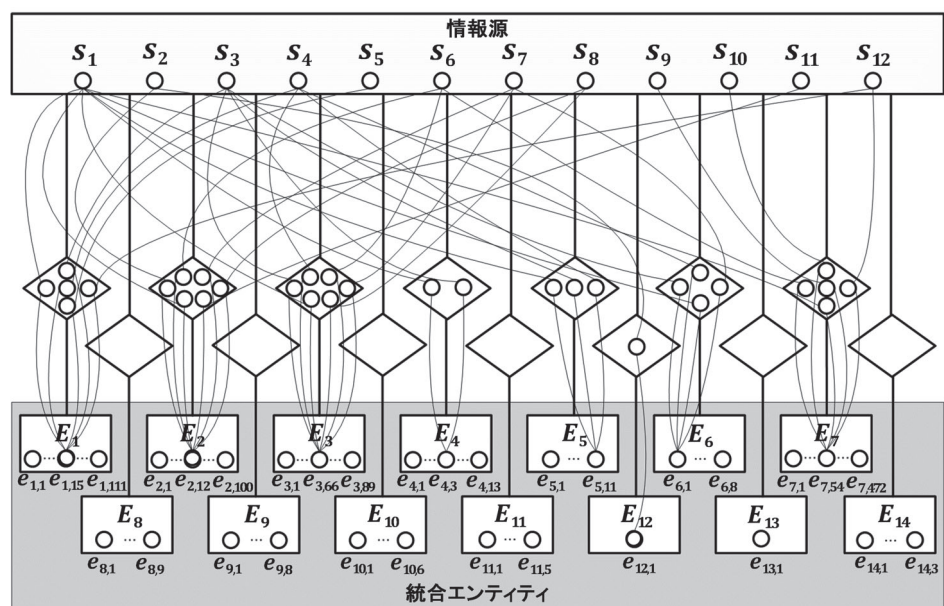 情報源
S1 S2 S3 S4 S5 S6 S7 S8 S9 S10 S11 S12
E1 E2 E3 E4 E5 E6 E7
e1,1 e1,15 e1,111 e2,1 e2,12 e2,100 e3,1 e3,66 e3,89 e4,1 e4,3 e4,13 e5,1 e5,11 e6,1 e6,8 e7,1 e7,54 e7,472
E8 E9 E10 E11 E12 E13 E14
e8,1 e8,9 e9,1 e9,8 e10,1 e10,6 e11,1 e11,5 e12,1 e13,1 e14,1 e14,3
統合エンティティ